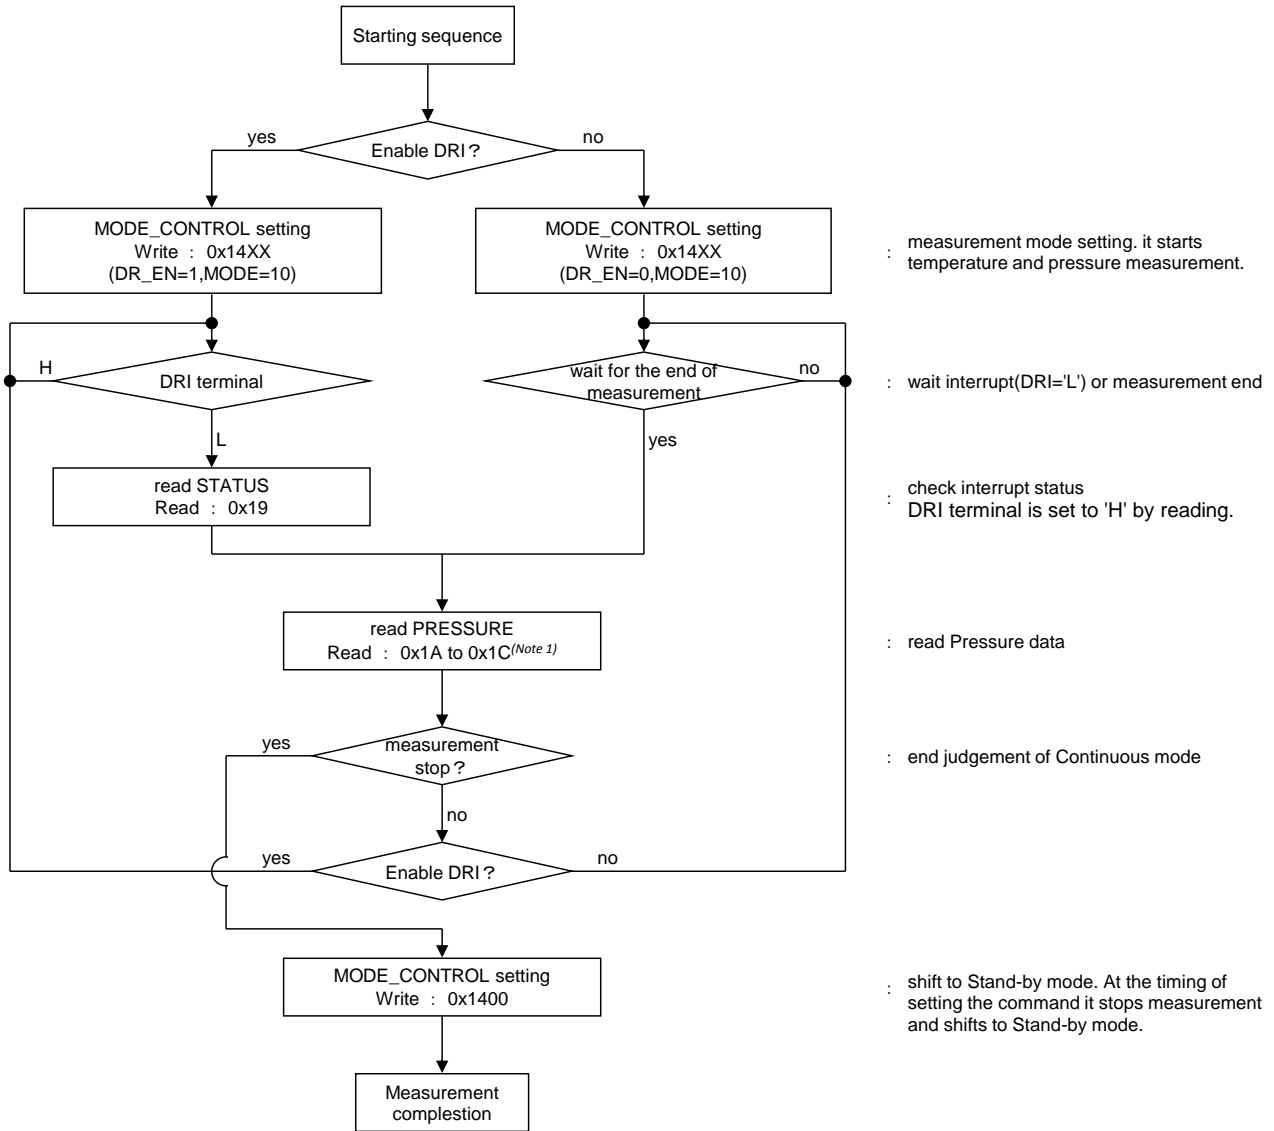 Starting sequence
yes
no
Enable DRI?
MODE_CONTROL setting
Write : 0x14XX
(DR_EN=1,MODE=10)
MODE_CONTROL setting
Write : 0x14XX
(DR_EN=0,MODE=10)
: measurement mode setting. it starts
temperature and pressure measurement.
H
DRI terminal
wait for the end of
measurement
no
: wait interrupt(DRI='L') or measurement end
L
yes
read STATUS
Read : 0x19
: check interrupt status
DRI terminal is set to 'H' by reading.
read PRESSURE
Read : 0x1A to 0x1C(Note 1)
: read Pressure data
yes
measurement
stop?
: end judgement of Continuous mode
no
yes
Enable DRI?
no
MODE_CONTROL setting
Write : 0x1400
: shift to Stand-by mode. At the timing of
setting the command it stops measurement
and shifts to Stand-by mode.
Measurement
complestion